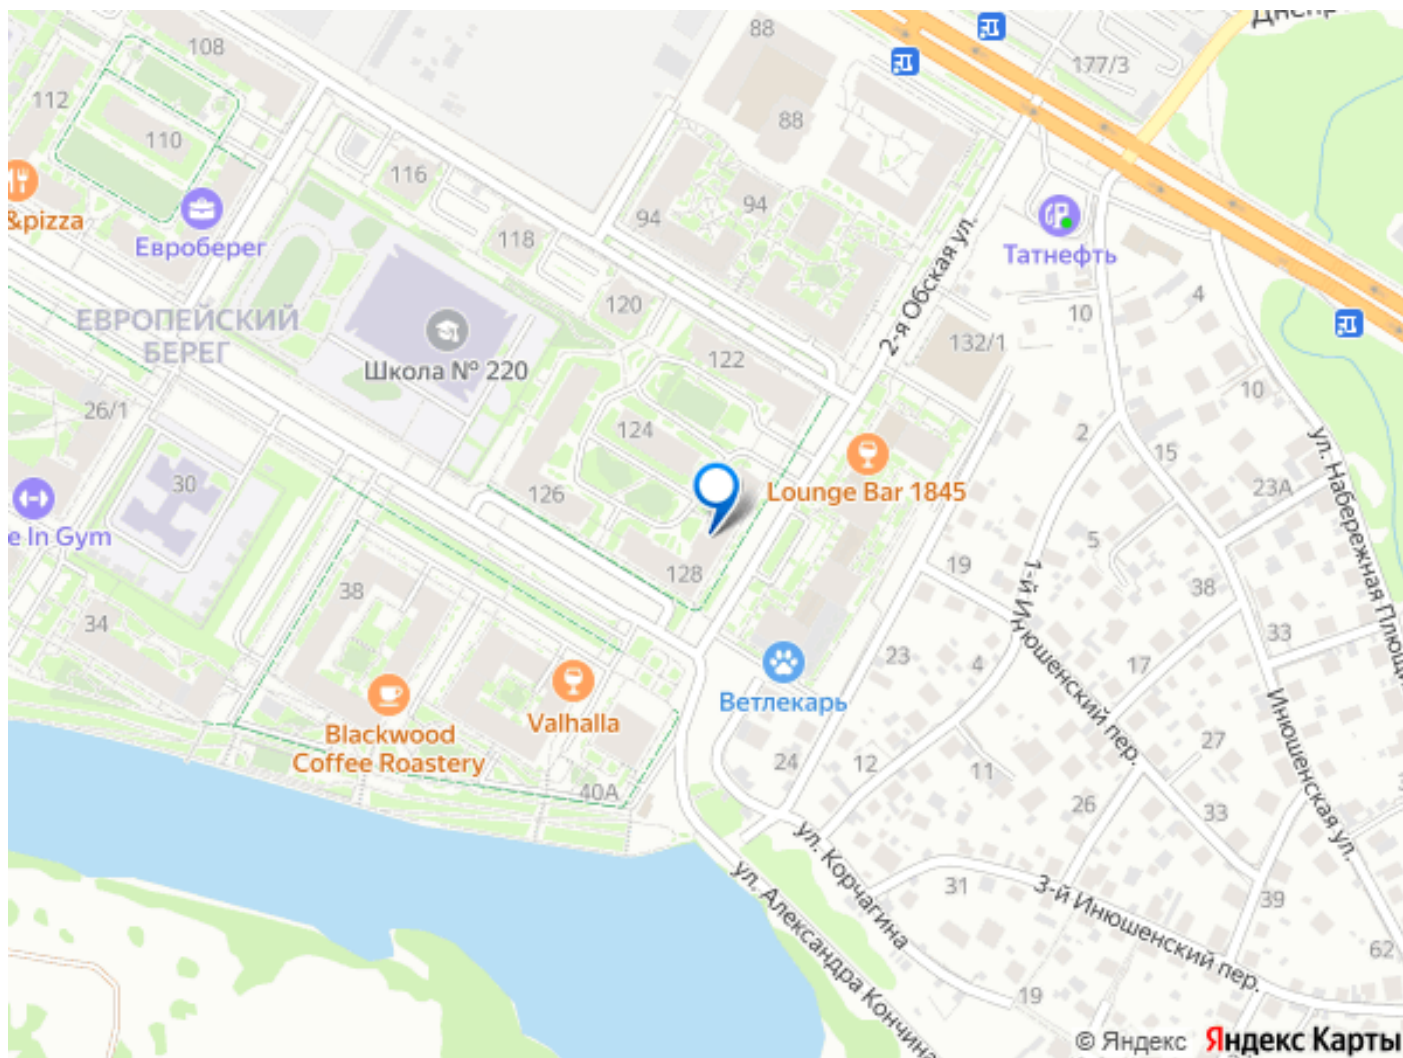 108
88
177/3
112
110
88
116
94
94
&pizza
Евроберег
118
2-я Обская ул.
Татнефть
4
10
120
ЕВРОПЕЙСКИЙ
БЕРЕГ
Школа № 220
122
132/1
10
26/1
124
2
15
ул. Набережная Плющи
30
126
Lounge Bar 1845
23А
e In Gym
128
19
5
1-й Инюшенский пер.
38
38
34
33
23
4
17
Ветлекарь
Valhalla
Blackwood
Coffee Roastery
40А
24
12
11
27
26
33
Инюшенская ул.
ул. Корчагина
ул. Александра Кончина
31
3-й Инюшенский пер.
39
62
19
© Яндекс Яндекс Карты